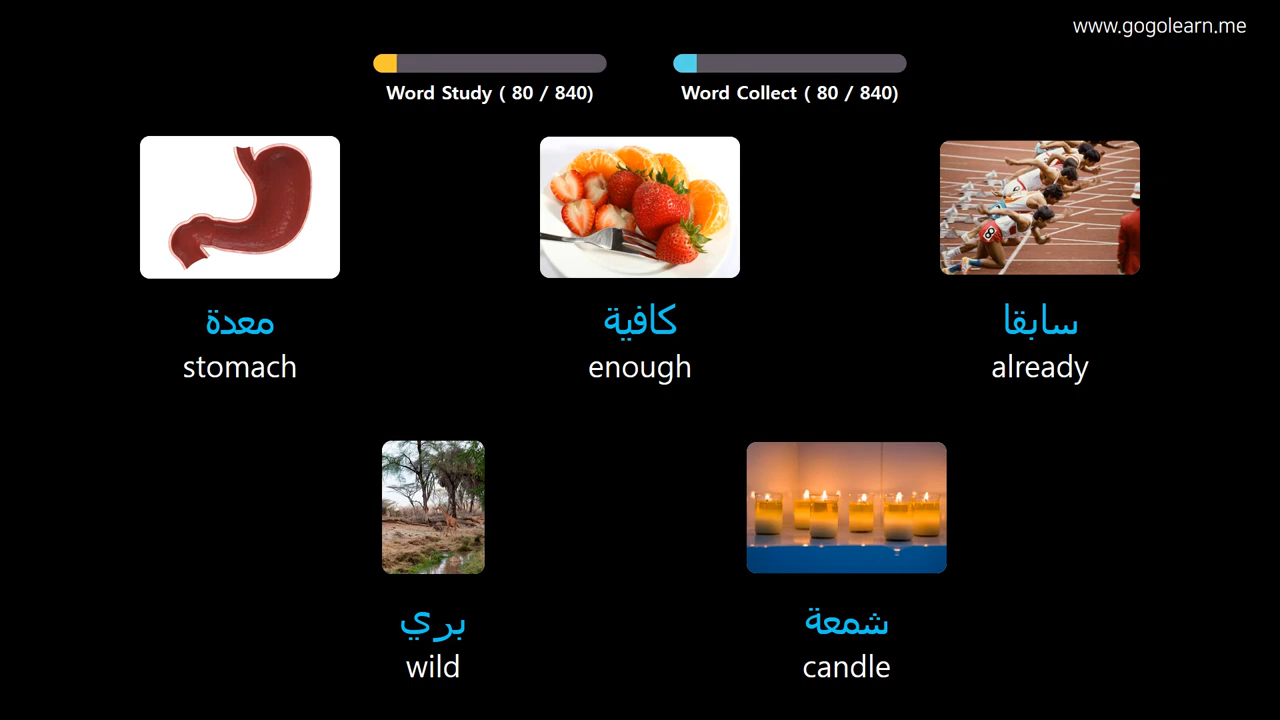 www.gogolearn.me
Word Study ( 80 / 840)
Word Collect ( 80 / 840)
معدة
stomach
كافية
enough
سابقا
already
بري
wild
شمعة
candle